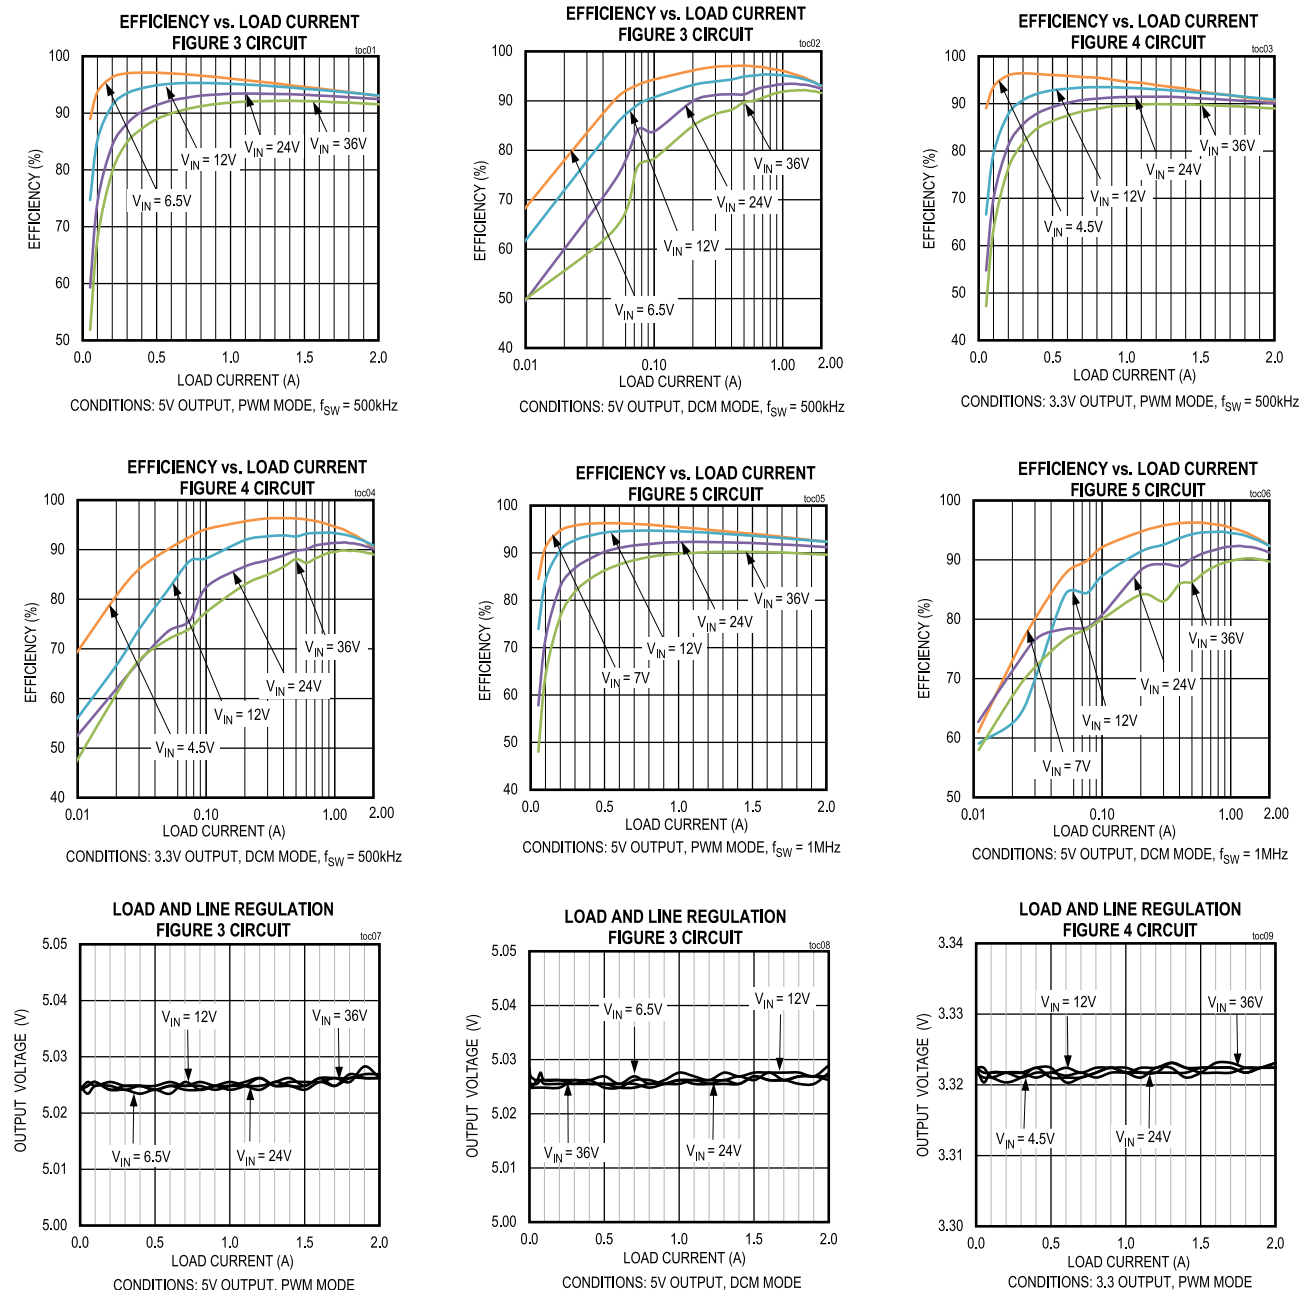 EFFICIENCY vs. LOAD CURRENT
FIGURE 3 CIRCUIT
toc01
EFFICIENCY (%)
100
90
80
70
60
50
VIN = 6.5V
VIN = 12V
VIN = 24V
VIN = 36V
0.0 0.5 1.0 1.5 2.0
LOAD CURRENT (A)
CONDITIONS: 5V OUTPUT, PWM MODE, fSW = 500kHz
EFFICIENCY vs. LOAD CURRENT
FIGURE 3 CIRCUIT
toc02
EFFICIENCY (%)
100
90
80
70
60
50
40
VIN = 36V
VIN = 24V
VIN = 12V
VIN = 6.5V
0.01 0.10 1.00 2.00
LOAD CURRENT (A)
CONDITIONS: 5V OUTPUT, DCM MODE, fSW = 500kHz
EFFICIENCY vs. LOAD CURRENT
FIGURE 4 CIRCUIT
toc03
EFFICIENCY (%)
100
90
80
70
60
50
40
VIN = 36V
VIN = 24V
VIN = 12V
VIN = 4.5V
0.0 0.5 1.0 1.5 2.0
LOAD CURRENT (A)
CONDITIONS: 3.3V OUTPUT, PWM MODE, fSW = 500kHz
EFFICIENCY vs. LOAD CURRENT
FIGURE 4 CIRCUIT
toc04
EFFICIENCY (%)
100
90
80
70
60
50
40
VIN = 36V
VIN = 24V
VIN = 12V
VIN = 4.5V
0.01 0.10 1.00 2.00
LOAD CURRENT (A)
CONDITIONS: 3.3V OUTPUT, DCM MODE, fSW = 500kHz
EFFICIENCY vs. LOAD CURRENT
FIGURE 5 CIRCUIT
toc05
EFFICIENCY (%)
100
90
80
70
60
50
40
VIN = 36V
VIN = 24V
VIN = 12V
VIN = 7V
0.0 0.5 1.0 1.5 2.0
LOAD CURRENT (A)
CONDITIONS: 5V OUTPUT, PWM MODE, fSW = 1MHz
EFFICIENCY vs. LOAD CURRENT
FIGURE 5 CIRCUIT
toc06
EFFICIENCY (%)
100
90
80
70
60
50
VIN = 36V
VIN = 24V
VIN = 12V
VIN = 7V
0.01 0.10 1.00 2.00
LOAD CURRENT (A)
CONDITIONS: 5V OUTPUT, DCM MODE, fSW = 1MHz
LOAD AND LINE REGULATION
FIGURE 3 CIRCUIT
toc07
OUTPUT VOLTAGE (V)
5.05
5.04
5.03
5.02
5.01
5.00
VIN = 12V
VIN = 36V
VIN = 6.5V
VIN = 24V
0.0 0.5 1.0 1.5 2.0
LOAD CURRENT (A)
CONDITIONS: 5V OUTPUT, PWM MODE
LOAD AND LINE REGULATION
FIGURE 3 CIRCUIT
toc08
OUTPUT VOLTAGE (V)
5.05
5.04
5.03
5.02
5.01
5.00
VIN = 6.5V
VIN = 12V
VIN = 36V
VIN = 24V
0.0 0.5 1.0 1.5 2.0
LOAD CURRENT (A)
CONDITIONS: 5V OUTPUT, DCM MODE
LOAD AND LINE REGULATION
FIGURE 4 CIRCUIT
toc09
OUTPUT VOLTAGE (V)
3.34
3.33
3.32
3.31
3.30
VIN = 12V
VIN = 36V
VIN = 4.5V
VIN = 24V
0.0 0.5 1.0 1.5 2.0
LOAD CURRENT (A)
CONDITIONS: 3.3 OUTPUT, PWM MODE